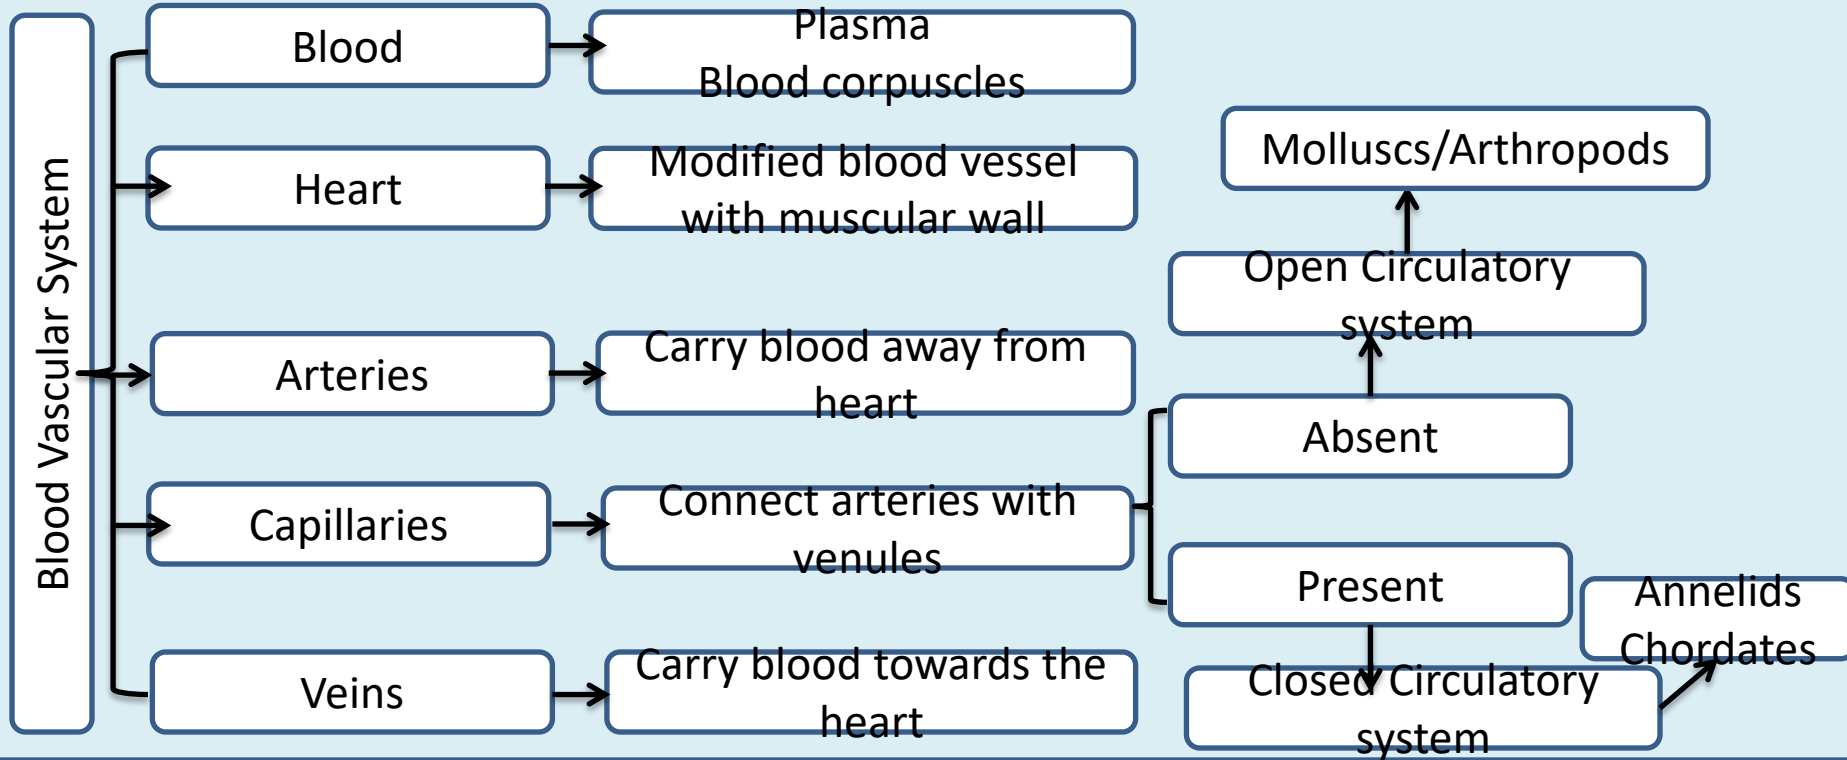 Blood Vascular System
Blood
Plasma
Blood corpuscles
Heart
Modified blood vessel
with muscular wall
Arteries
Carry blood away from
heart
Capillaries
Connect arteries with
venules
Veins
Carry blood towards the
heart
Molluscs/Arthropods
Open Circulatory
system
Absent
Present
Closed Circulatory
system
Annelids
Chordates